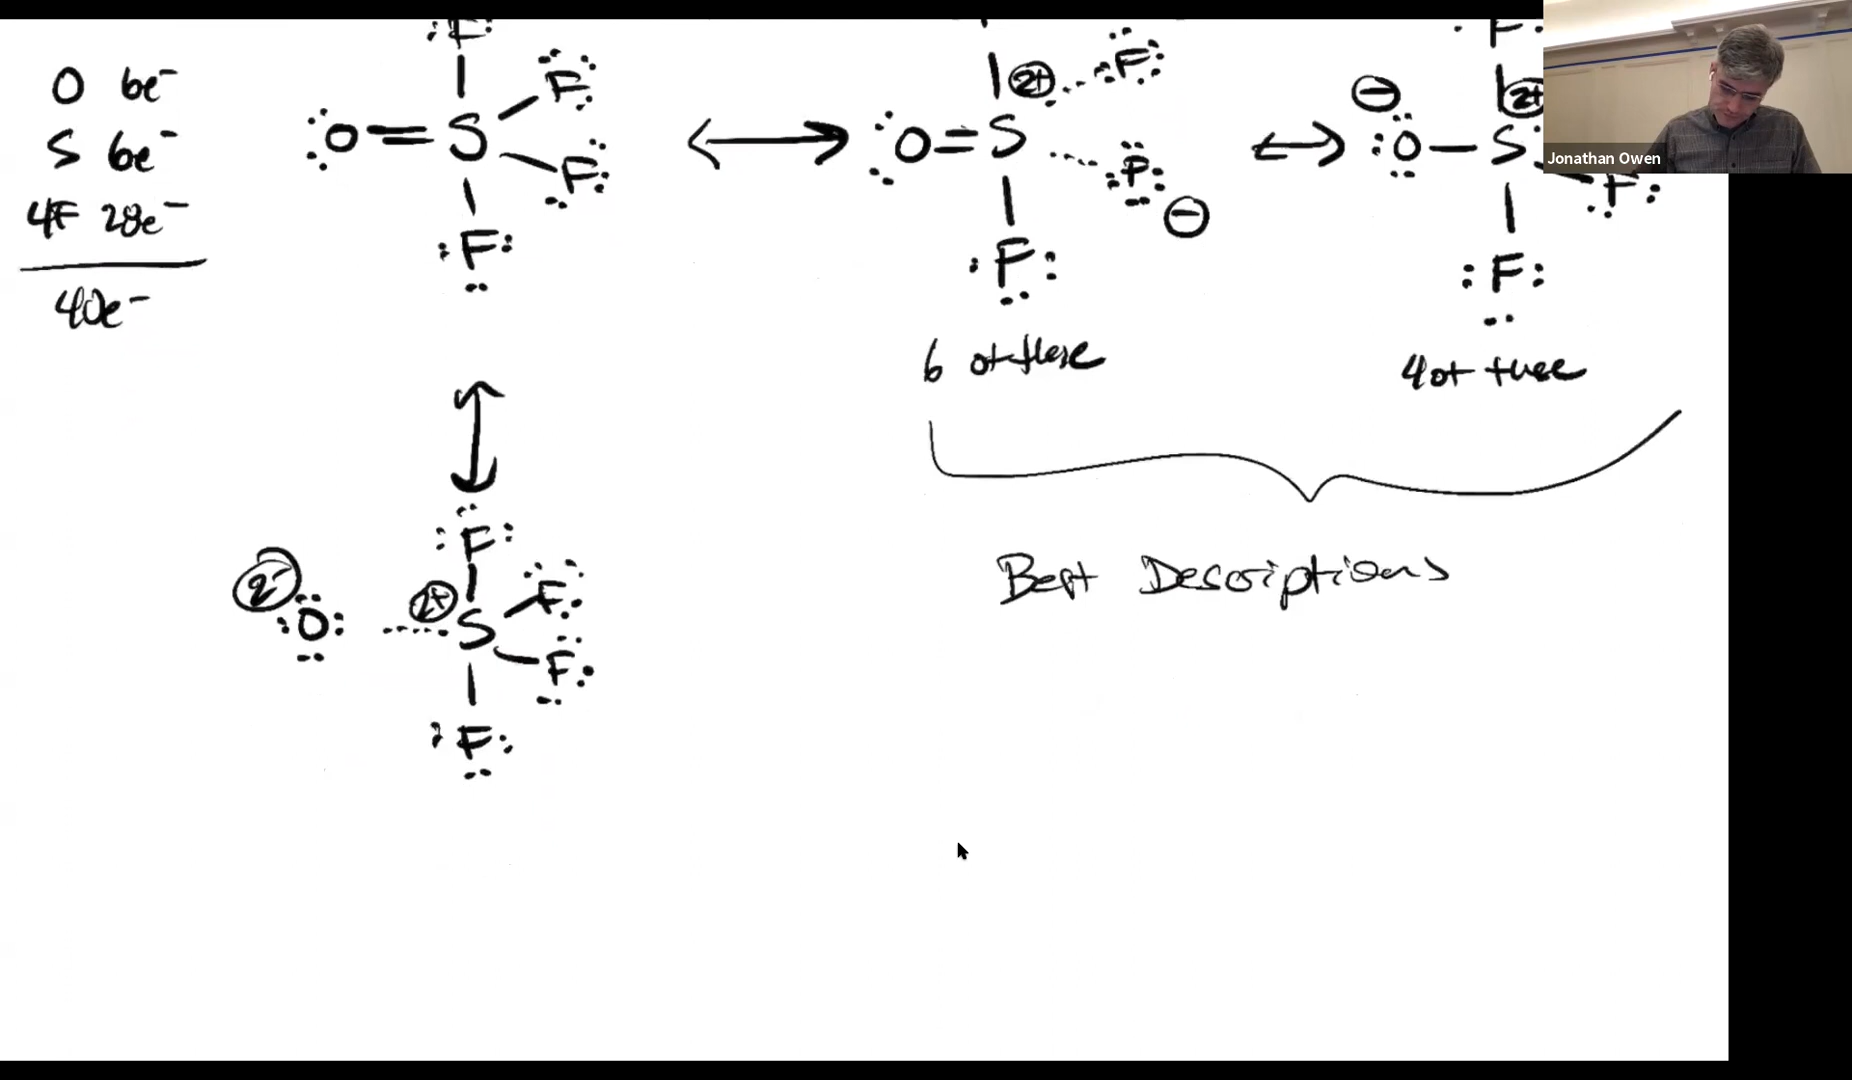 O 6e⁻
S 6e⁻
4F 28e⁻
40e⁻
:F:
F
O=S
F
F
F
2+
F
O=S
F
−
F
6 of these
−
2+
:O–S
F
:F:
4 of these
Jonathan Owen
Best Descriptions
2-
:O:
:F:
2+
S
F
F
F